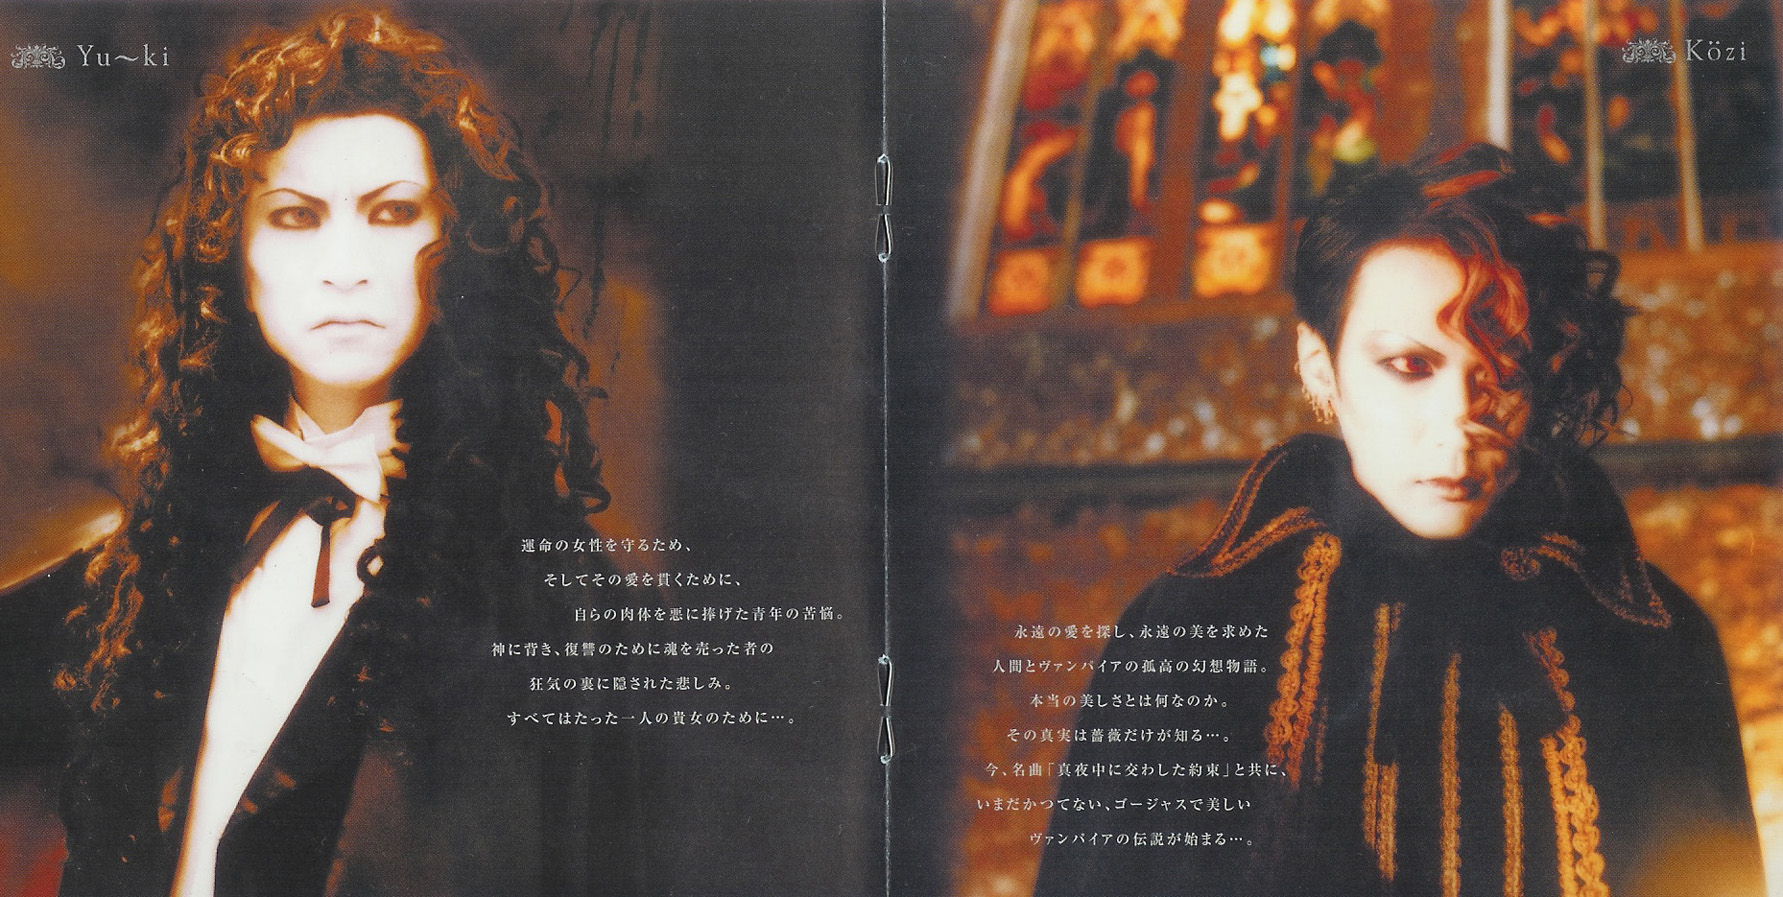 Yu～ki
運命の女性を守るため、
そしてその愛を貫くために、
自らの肉体を悪に捧げた青年の苦悩。
神に背き、復讐のために魂を売った者の
狂気の裏に隠された悲しみ。
すべてはたった一人の貴女のために…。
Közi
永遠の愛を探し、永遠の美を求めた
人間とヴァンパイアの孤高の幻想物語。
本当の美しさとは何なのか。
その真実は薔薇だけが知る…。
今、名曲「真夜中に交わした約束」と共に、
いまだかつてない、ゴージャスで美しい
ヴァンパイアの伝説が始まる…。